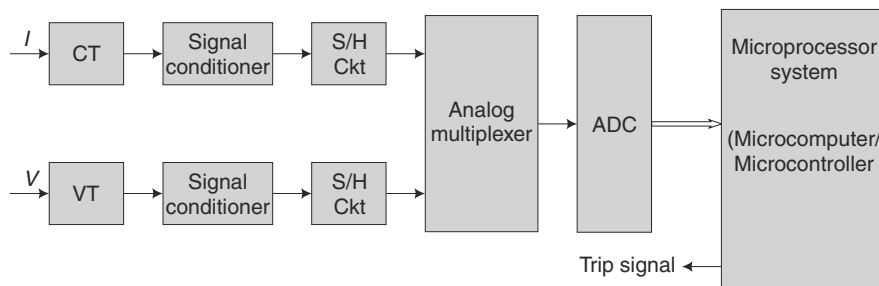 I
CT
Signal
conditioner
S/H
Ckt
Analog
multiplexer
ADC
Microprocessor
system
(Microcomputer/
Microcontroller
V
VT
Signal
conditioner
S/H
Ckt
Trip signal